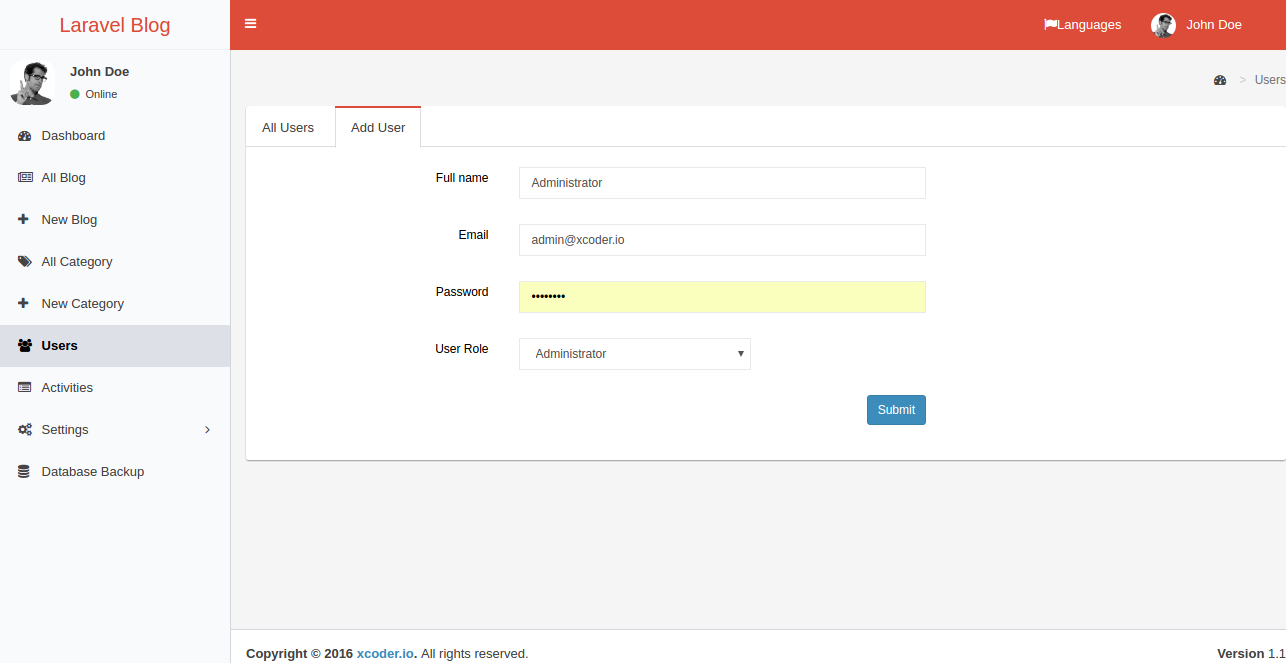 Laravel Blog
Languages
John Doe
John Doe
Online
Dashboard
All Blog
New Blog
All Category
New Category
Users
Activities
Settings
Database Backup
> Users
All Users
Add User
Full name
Administrator
Email
admin@xcoder.io
Password
••••••••
User Role
Administrator
Submit
Copyright © 2016 xcoder.io. All rights reserved.
Version 1.1